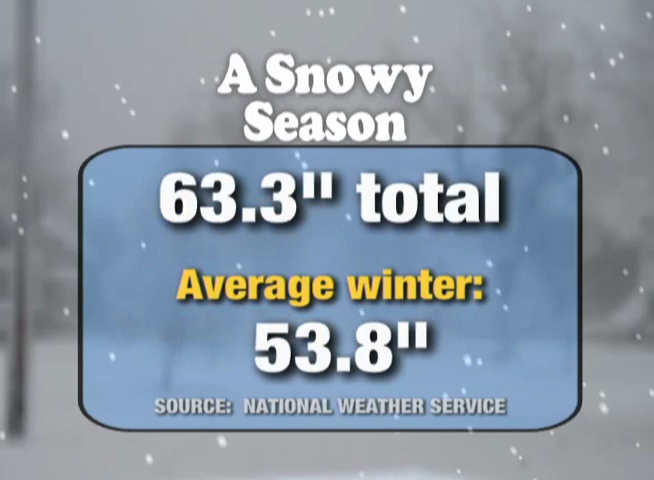 A Snowy
Season
63.3" total
Average winter:
53.8"
SOURCE: NATIONAL WEATHER SERVICE